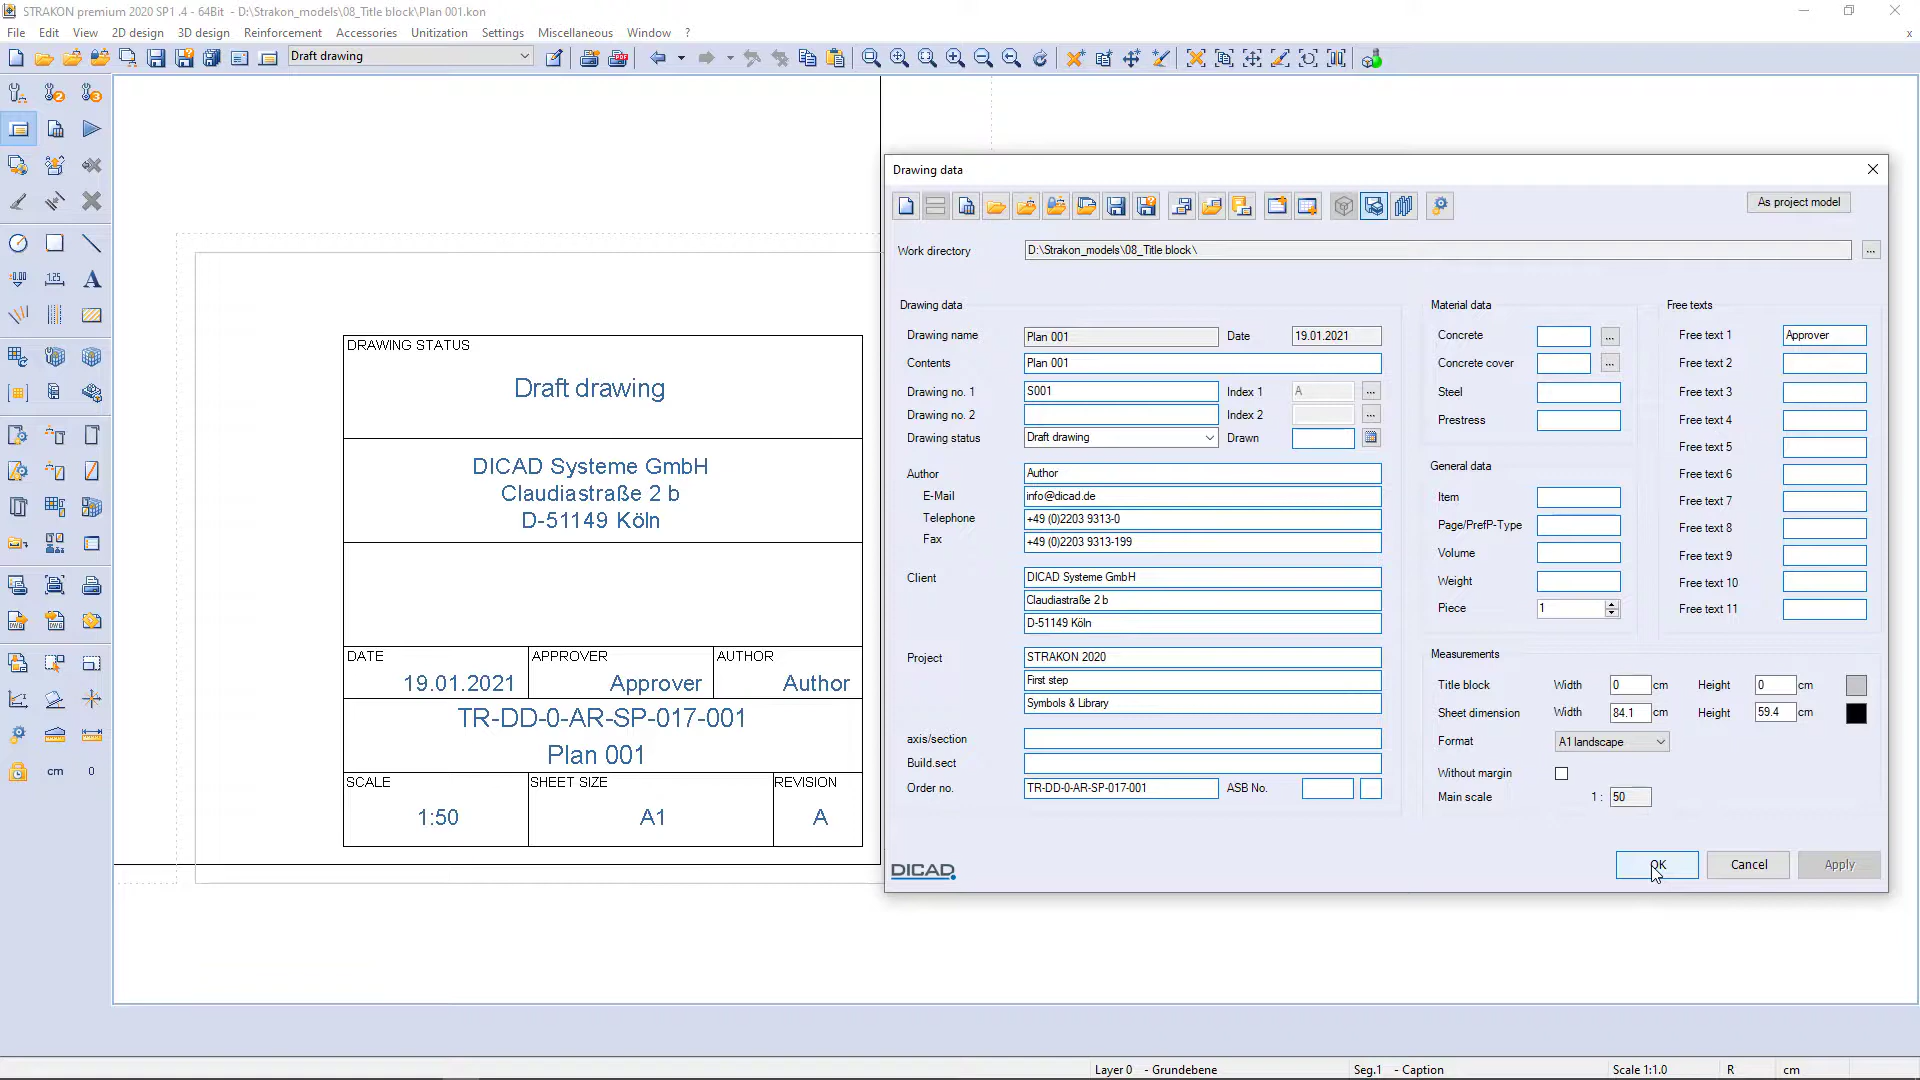 STRAKON premium 2020 SP1 .4 - 64Bit - D:\Strakon_models\08_Title block\Plan 001.kon
File Edit View 2D design 3D design Reinforcement Accessories Unitization Settings Miscellaneous Window ?
Draft drawing
DRAWING STATUS
Draft drawing
DICAD Systeme GmbH
Claudiastraße 2 b
D-51149 Köln
DATE APPROVER AUTHOR
19.01.2021 Approver Author
TR-DD-0-AR-SP-017-001
Plan 001
SCALE SHEET SIZE REVISION
1:50 A1 A
cm 0
Drawing data
As project model
Work directory D:\Strakon_models\08_Title block\ ...
Drawing data
Drawing name Plan 001 Date 19.01.2021
Contents Plan 001
Drawing no. 1 S001 Index 1 A ...
Drawing no. 2 Index 2 ...
Drawing status Draft drawing Drawn
Author Author
E-Mail info@dicad.de
Telephone +49 (0)2203 9313-0
Fax +49 (0)2203 9313-199
Client DICAD Systeme GmbH
Claudiastraße 2 b
D-51149 Köln
Project STRAKON 2020
First step
Symbols & Library
axis/section
Build.sect
Order no. TR-DD-0-AR-SP-017-001 ASB No.
Material data
Concrete ...
Concrete cover ...
Steel
Prestress
General data
Item
Page/PrefP-Type
Volume
Weight
Piece 1
Free texts
Free text 1 Approver
Free text 2
Free text 3
Free text 4
Free text 5
Free text 6
Free text 7
Free text 8
Free text 9
Free text 10
Free text 11
Measurements
Title block Width 0 cm Height 0 cm
Sheet dimension Width 84.1 cm Height 59.4 cm
Format A1 landscape
Without margin
Main scale 1 : 50
DICAD
OK Cancel Apply
Layer 0 - Grundebene Seg.1 - Caption Scale 1:1.0 R cm